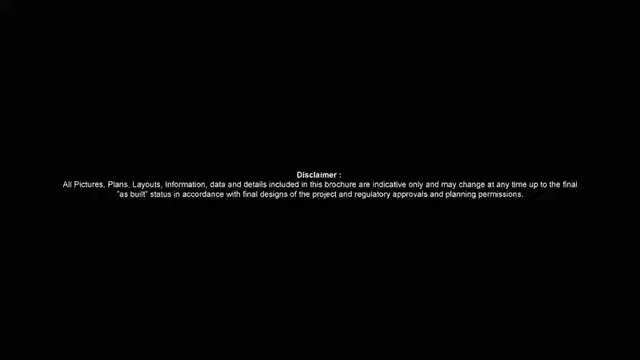 Disclaimer :
All Pictures, Plans, Layouts, Information, data and details included in this brochure are indicative only and may change at any time up to the final
"as built" status in accordance with final designs of the project and regulatory approvals and planning permissions.